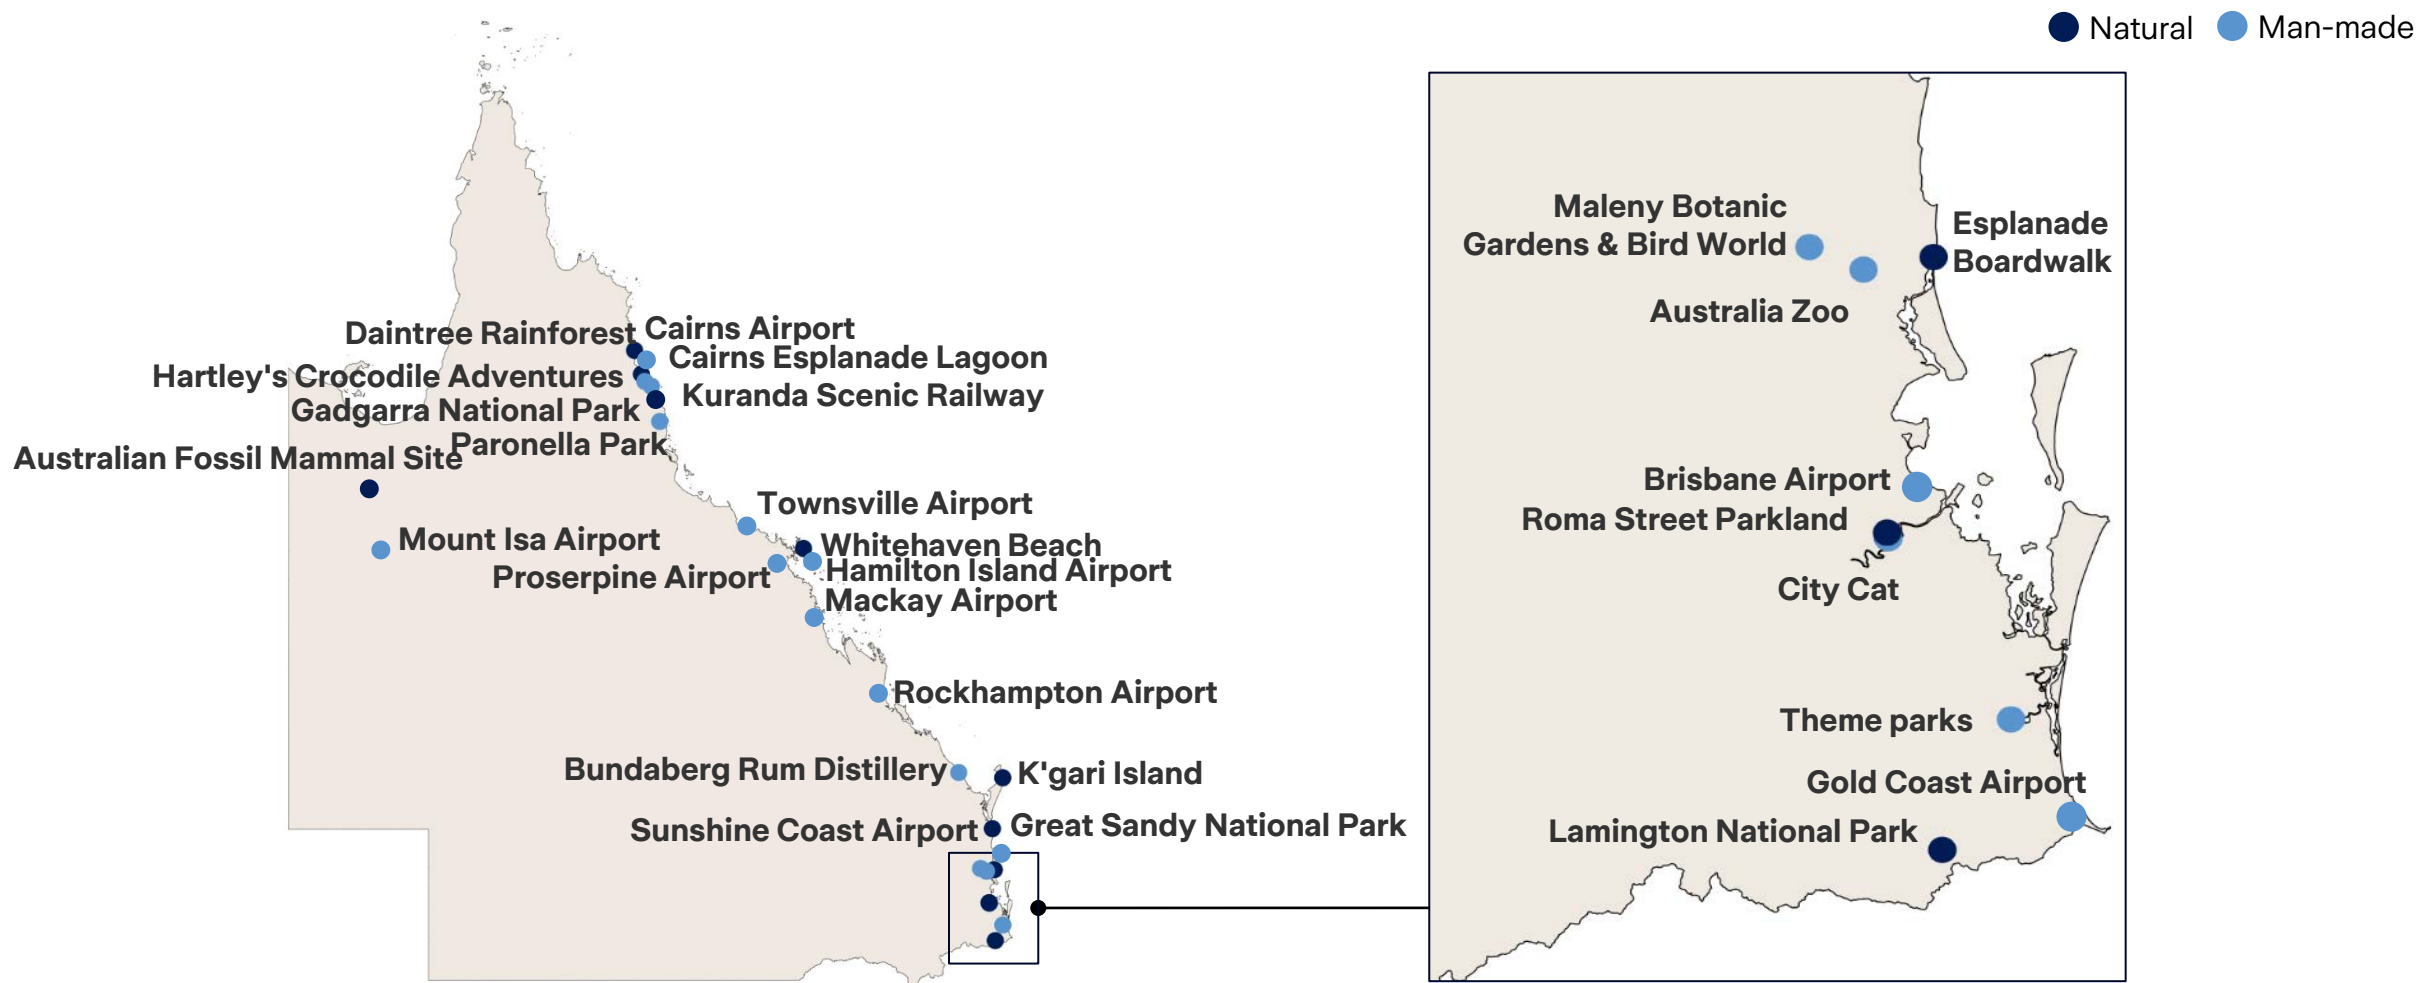 Natural
Man-made
Daintree Rainforest
Cairns Airport
Cairns Esplanade Lagoon
Hartley's Crocodile Adventures
Kuranda Scenic Railway
Gadgarra National Park
Paronella Park
Australian Fossil Mammal Site
Townsville Airport
Mount Isa Airport
Whitehaven Beach
Hamilton Island Airport
Proserpine Airport
Mackay Airport
Rockhampton Airport
Bundaberg Rum Distillery
K'gari Island
Sunshine Coast Airport
Great Sandy National Park
Maleny Botanic
Gardens & Bird World
Esplanade
Boardwalk
Australia Zoo
Brisbane Airport
Roma Street Parkland
City Cat
Theme parks
Gold Coast Airport
Lamington National Park